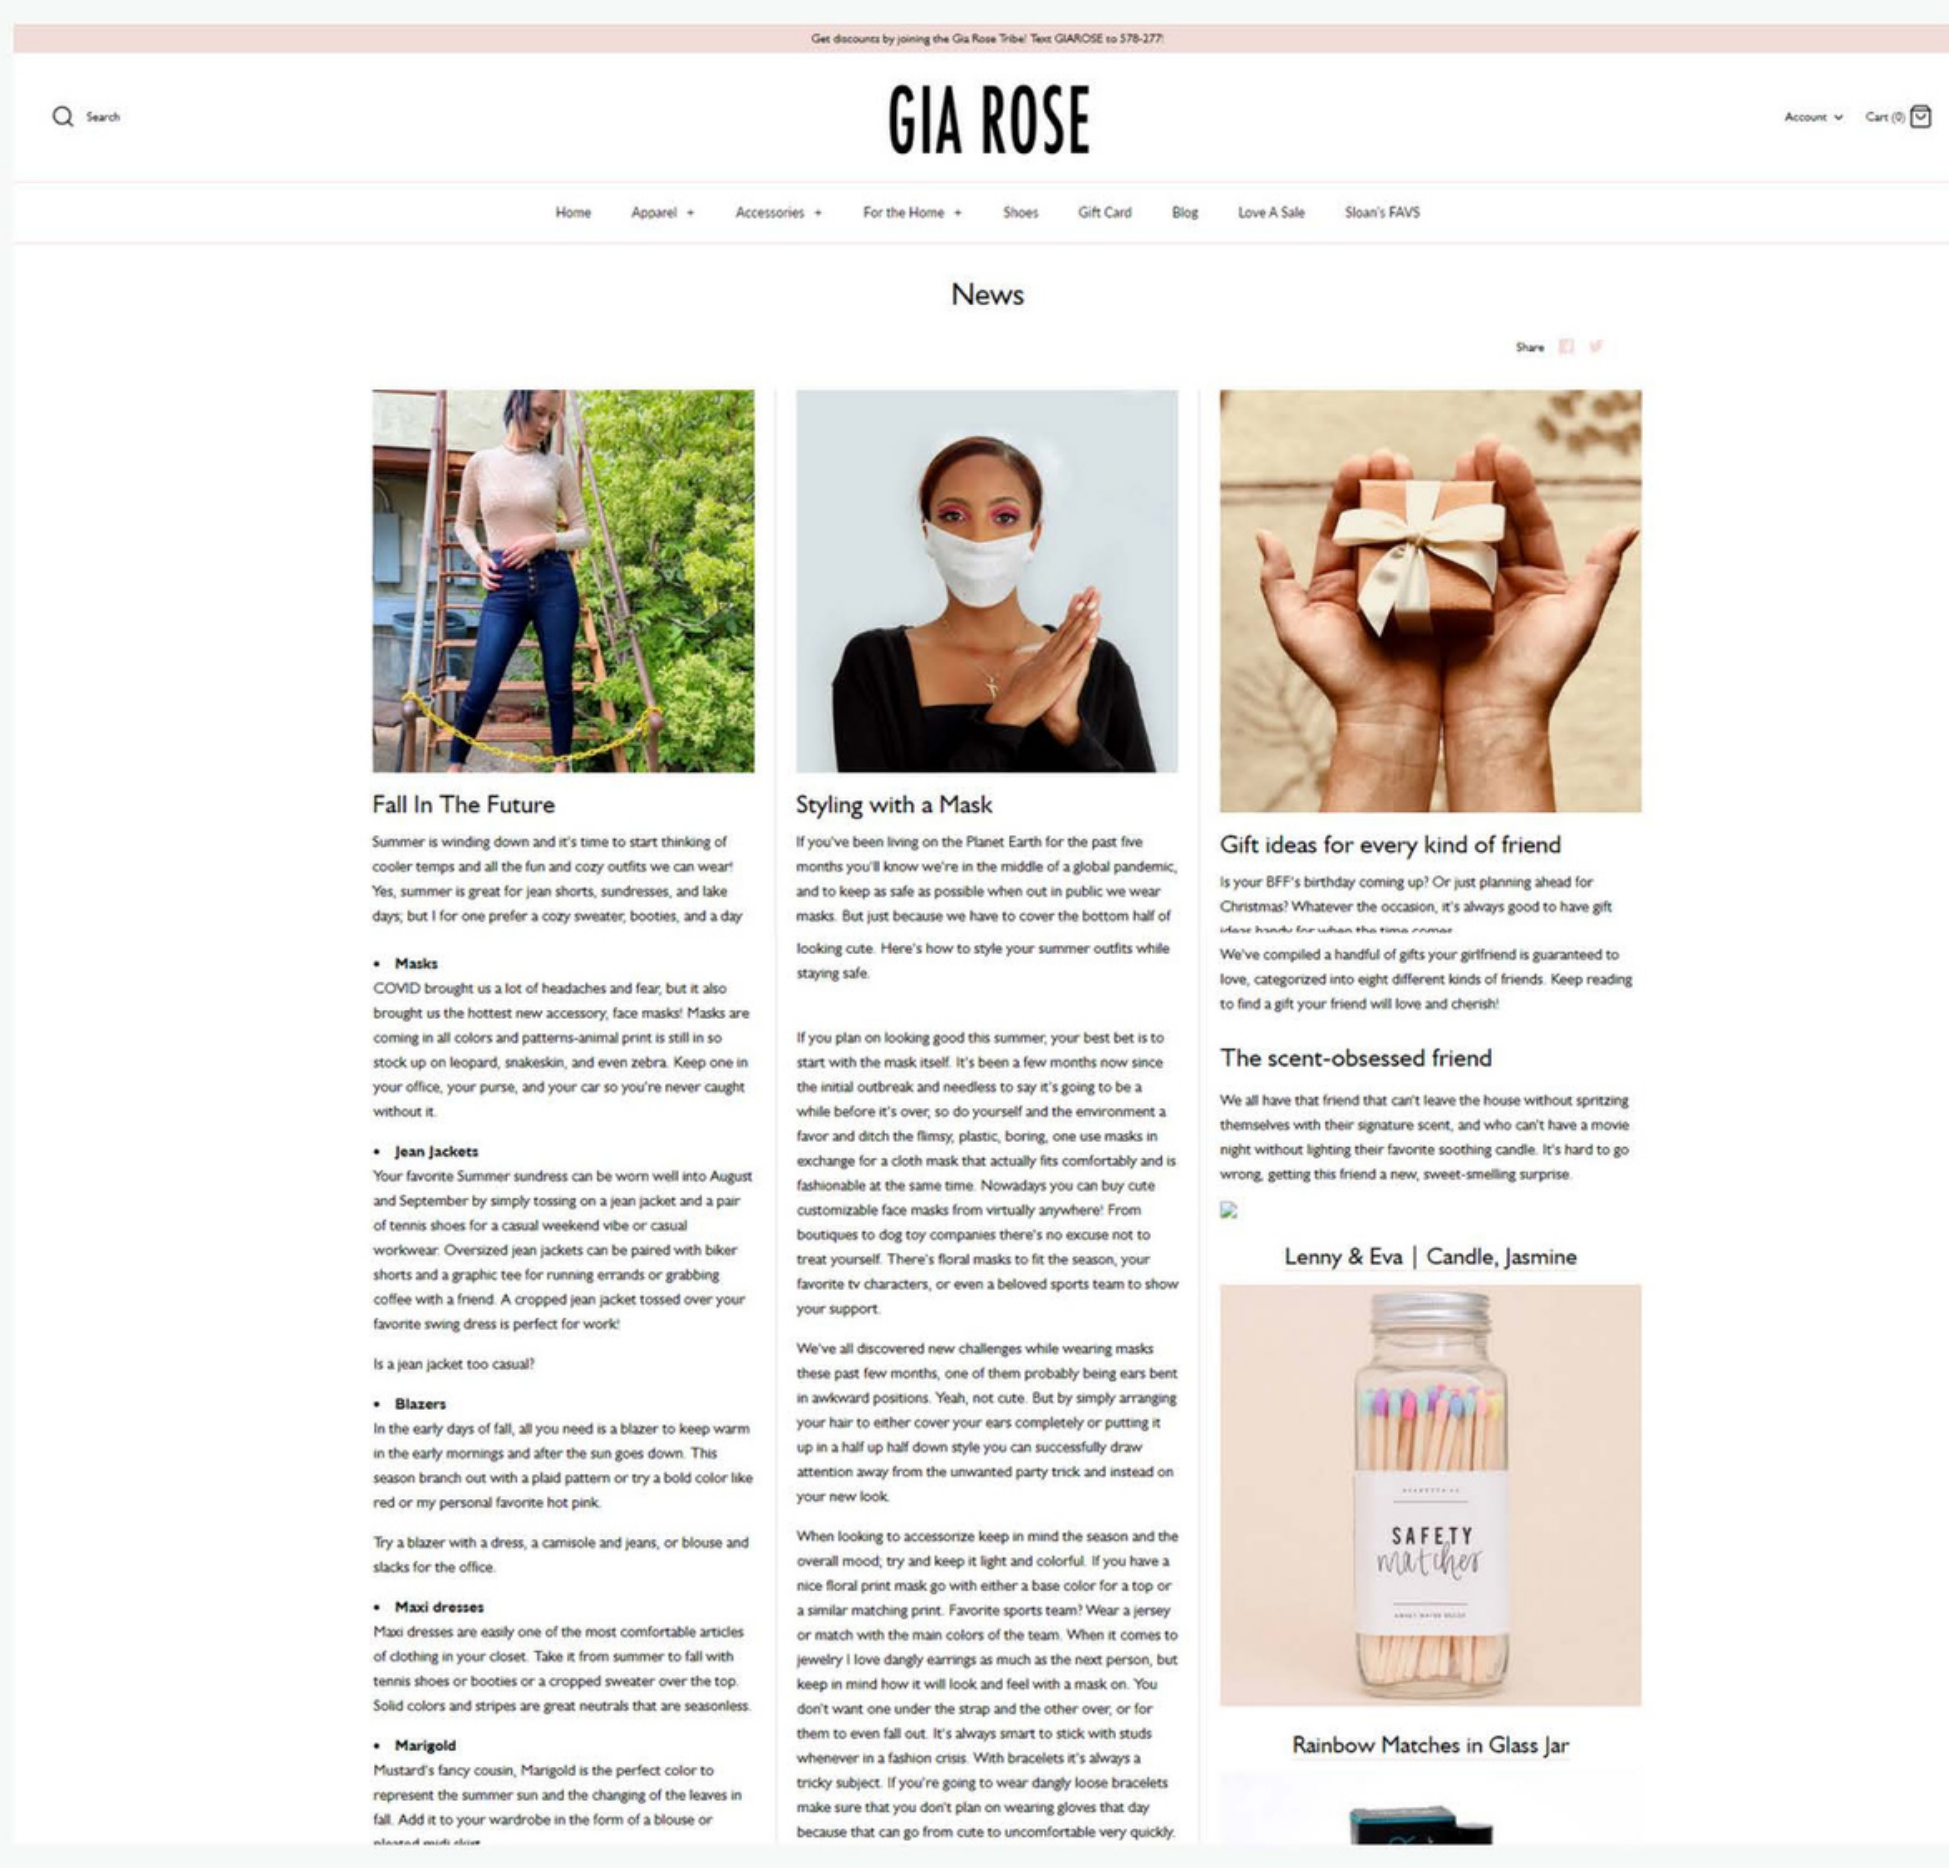 Get discounts by joining the Gia Rose Tribe! Text GIAROSE to 578-277!
Search
GIA ROSE
Account
Cart (0)
Home
Apparel +
Accessories +
For the Home +
Shoes
Gift Card
Blog
Love A Sale
Sloan's FAVS
News
Share
Fall In The Future
Summer is winding down and it's time to start thinking of
cooler temps and all the fun and cozy outfits we can wear!
Yes, summer is great for jean shorts, sundresses, and lake
days; but I for one prefer a cozy sweater, booties, and a day
• Masks
COVID brought us a lot of headaches and fear, but it also
brought us the hottest new accessory, face masks! Masks are
coming in all colors and patterns-animal print is still in so
stock up on leopard, snakeskin, and even zebra. Keep one in
your office, your purse, and your car so you're never caught
without it.
• Jean Jackets
Your favorite Summer sundress can be worn well into August
and September by simply tossing on a jean jacket and a pair
of tennis shoes for a casual weekend vibe or casual
workwear. Oversized jean jackets can be paired with biker
shorts and a graphic tee for running errands or grabbing
coffee with a friend. A cropped jean jacket tossed over your
favorite swing dress is perfect for work!
Is a jean jacket too casual?
• Blazers
In the early days of fall, all you need is a blazer to keep warm
in the early mornings and after the sun goes down. This
season branch out with a plaid pattern or try a bold color like
red or my personal favorite hot pink.
Try a blazer with a dress, a camisole and jeans, or blouse and
slacks for the office.
• Maxi dresses
Maxi dresses are easily one of the most comfortable articles
of clothing in your closet. Take it from summer to fall with
tennis shoes or booties or a cropped sweater over the top.
Solid colors and stripes are great neutrals that are seasonless.
• Marigold
Mustard's fancy cousin, Marigold is the perfect color to
represent the summer sun and the changing of the leaves in
fall. Add it to your wardrobe in the form of a blouse or
pleated midi skirt
Styling with a Mask
If you've been living on the Planet Earth for the past five
months you'll know we're in the middle of a global pandemic,
and to keep as safe as possible when out in public we wear
masks. But just because we have to cover the bottom half of
looking cute. Here's how to style your summer outfits while
staying safe.
If you plan on looking good this summer, your best bet is to
start with the mask itself. It's been a few months now since
the initial outbreak and needless to say it's going to be a
while before it's over, so do yourself and the environment a
favor and ditch the flimsy, plastic, boring, one use masks in
exchange for a cloth mask that actually fits comfortably and is
fashionable at the same time. Nowadays you can buy cute
customizable face masks from virtually anywhere! From
boutiques to dog toy companies there's no excuse not to
treat yourself. There's floral masks to fit the season, your
favorite tv characters, or even a beloved sports team to show
your support.
We've all discovered new challenges while wearing masks
these past few months, one of them probably being ears bent
in awkward positions. Yeah, not cute. But by simply arranging
your hair to either cover your ears completely or putting it
up in a half up half down style you can successfully draw
attention away from the unwanted party trick and instead on
your new look.
When looking to accessorize keep in mind the season and the
overall mood; try and keep it light and colorful. If you have a
nice floral print mask go with either a base color for a top or
a similar matching print. Favorite sports team? Wear a jersey
or match with the main colors of the team. When it comes to
jewelry I love dangly earrings as much as the next person, but
keep in mind how it will look and feel with a mask on. You
don't want one under the strap and the other over, or for
them to even fall out. It's always smart to stick with studs
whenever in a fashion crisis. With bracelets it's always a
tricky subject. If you're going to wear dangly loose bracelets
make sure that you don't plan on wearing gloves that day
because that can go from cute to uncomfortable very quickly.
Gift ideas for every kind of friend
Is your BFF's birthday coming up? Or just planning ahead for
Christmas? Whatever the occasion, it's always good to have gift
ideas handy for when the time comes
We've compiled a handful of gifts your girlfriend is guaranteed to
love, categorized into eight different kinds of friends. Keep reading
to find a gift your friend will love and cherish!
The scent-obsessed friend
We all have that friend that can't leave the house without spritzing
themselves with their signature scent, and who can't have a movie
night without lighting their favorite soothing candle. It's hard to go
wrong, getting this friend a new, sweet-smelling surprise.
Lenny & Eva | Candle, Jasmine
SAFETY
matches
Rainbow Matches in Glass Jar